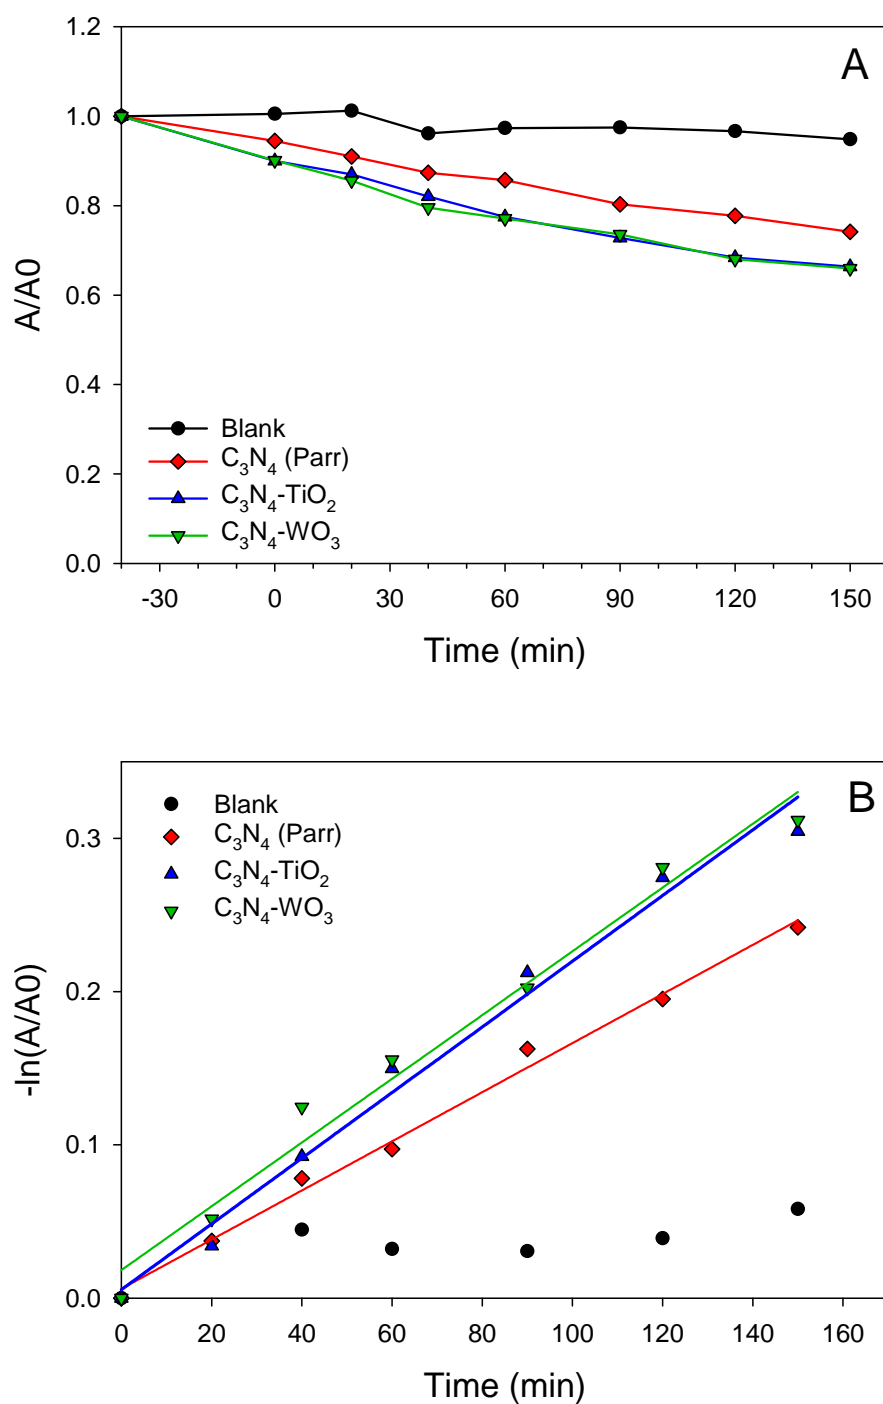 A
1.2
1.0
0.8
0.6
0.4
0.2
0.0
A/A0
Blank
C₃N₄ (Parr)
C₃N₄-TiO₂
C₃N₄-WO₃
-30 0 30 60 90 120 150
Time (min)
B
0.3
0.2
0.1
0.0
-ln(A/A0)
Blank
C₃N₄ (Parr)
C₃N₄-TiO₂
C₃N₄-WO₃
0 20 40 60 80 100 120 140 160
Time (min)